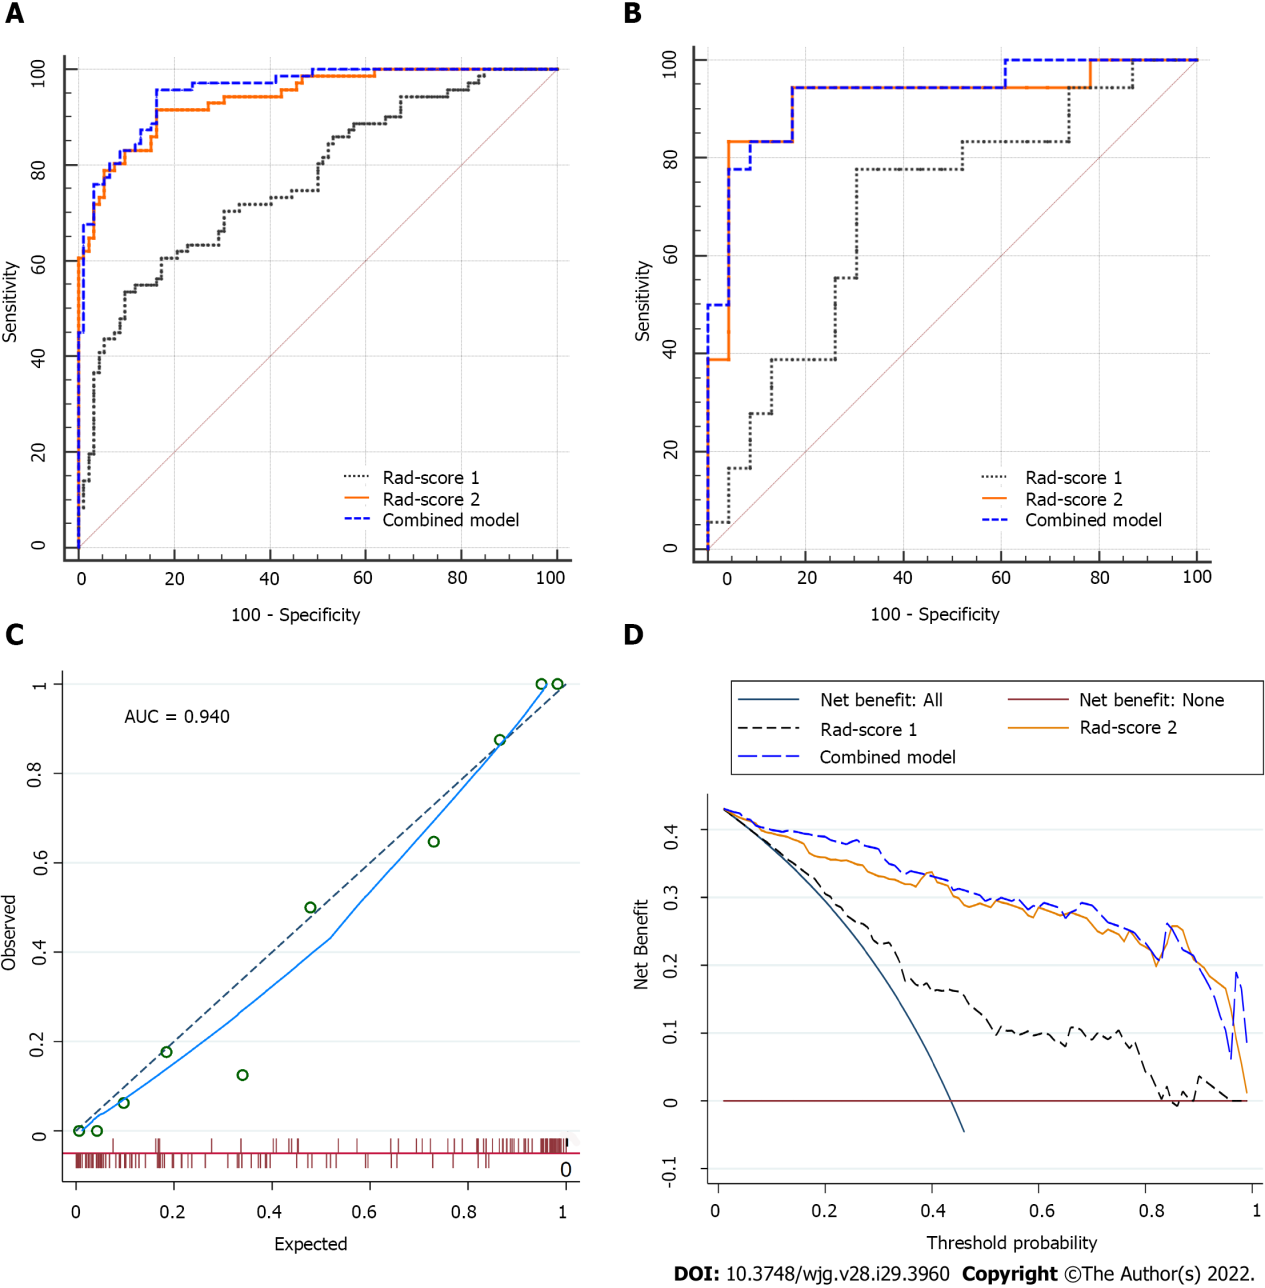 A
100
80
60
40
20
0
Sensitivity
Rad-score 1
Rad-score 2
Combined model
0 20 40 60 80 100
100 - Specificity
B
100
80
60
40
20
0
Sensitivity
Rad-score 1
Rad-score 2
Combined model
0 20 40 60 80 100
100 - Specificity
C
AUC = 0.940
1
0.8
0.6
0.4
0.2
0
Observed
0
0 0.2 0.4 0.6 0.8 1
Expected
D
Net benefit: All Net benefit: None
Rad-score 1 Rad-score 2
Combined model
0.4
0.3
0.2
0.1
0
-0.1
Net Benefit
0 0.2 0.4 0.6 0.8 1
Threshold probability
DOI: 10.3748/wjg.v28.i29.3960 Copyright ©The Author(s) 2022.